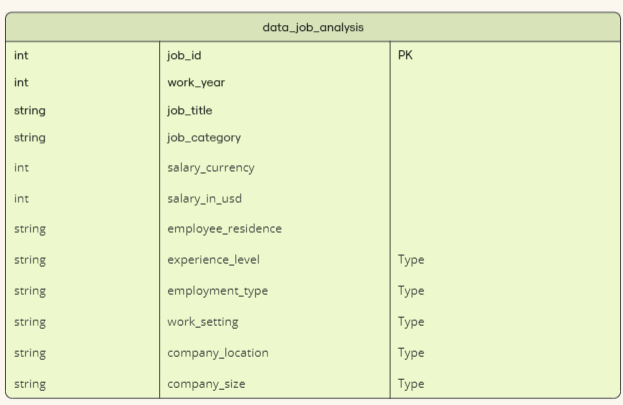 data_job_analysis
int job_id PK
int work_year
string job_title
string job_category
int salary_currency
int salary_in_usd
string employee_residence
string experience_level Type
string employment_type Type
string work_setting Type
string company_location Type
string company_size Type